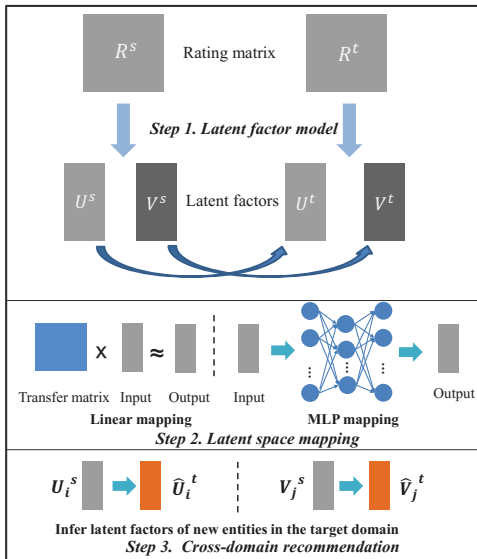 R^s Rating matrix R^t
Step 1. Latent factor model
U^s V^s Latent factors U^t V^t
X ≈
Transfer matrix Input Output Input Output
Linear mapping MLP mapping
Step 2. Latent space mapping
U_i^s Û_i^t V_j^s V̂_j^t
Infer latent factors of new entities in the target domain
Step 3. Cross-domain recommendation